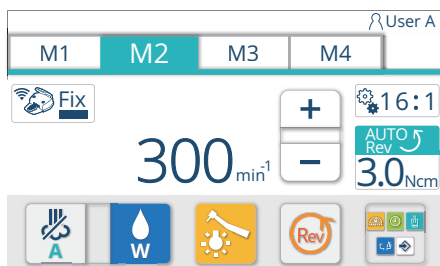 User A
M1 M2 M3 M4
Fix
+
16:1
300 min-1
AUTO
Rev
−
3.0 Ncm
A
W
Rev